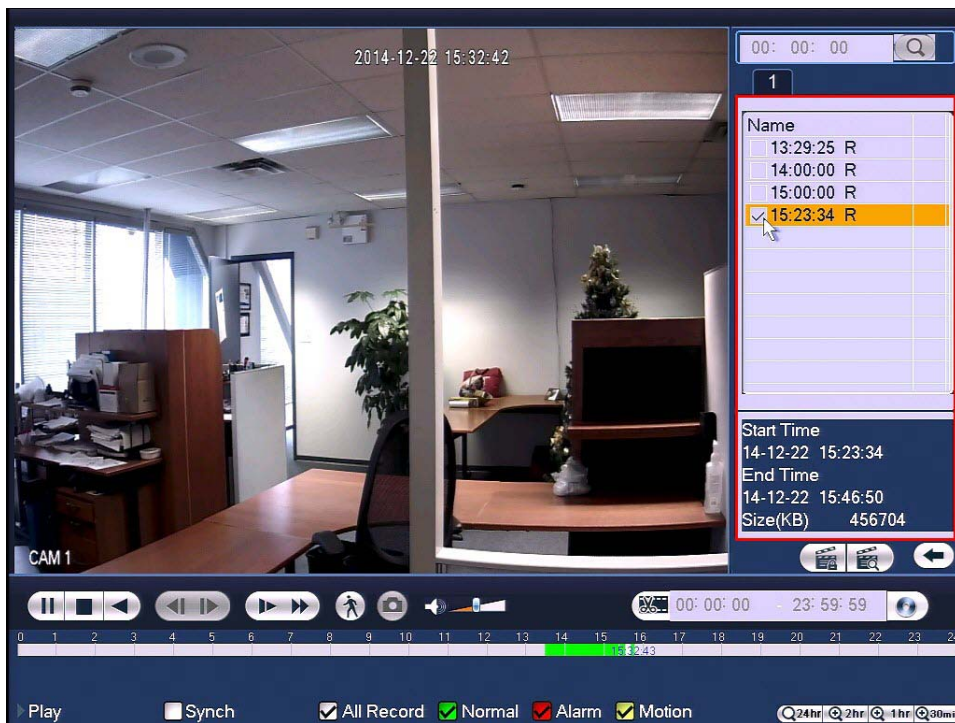 2014-12-22 15:32:42
CAM 1
00: 00: 00
1
Name
13:29:25 R
14:00:00 R
15:00:00 R
15:23:34 R
Start Time
14-12-22 15:23:34
End Time
14-12-22 15:46:50
Size(KB) 456704
00: 00: 00 - 23: 59: 59
0 1 2 3 4 5 6 7 8 9 10 11 12 13 14 15 16 17 18 19 20 21 22 23 24
15:32:43
Play Synch All Record Normal Alarm Motion 24hr 2hr 1hr 30mi